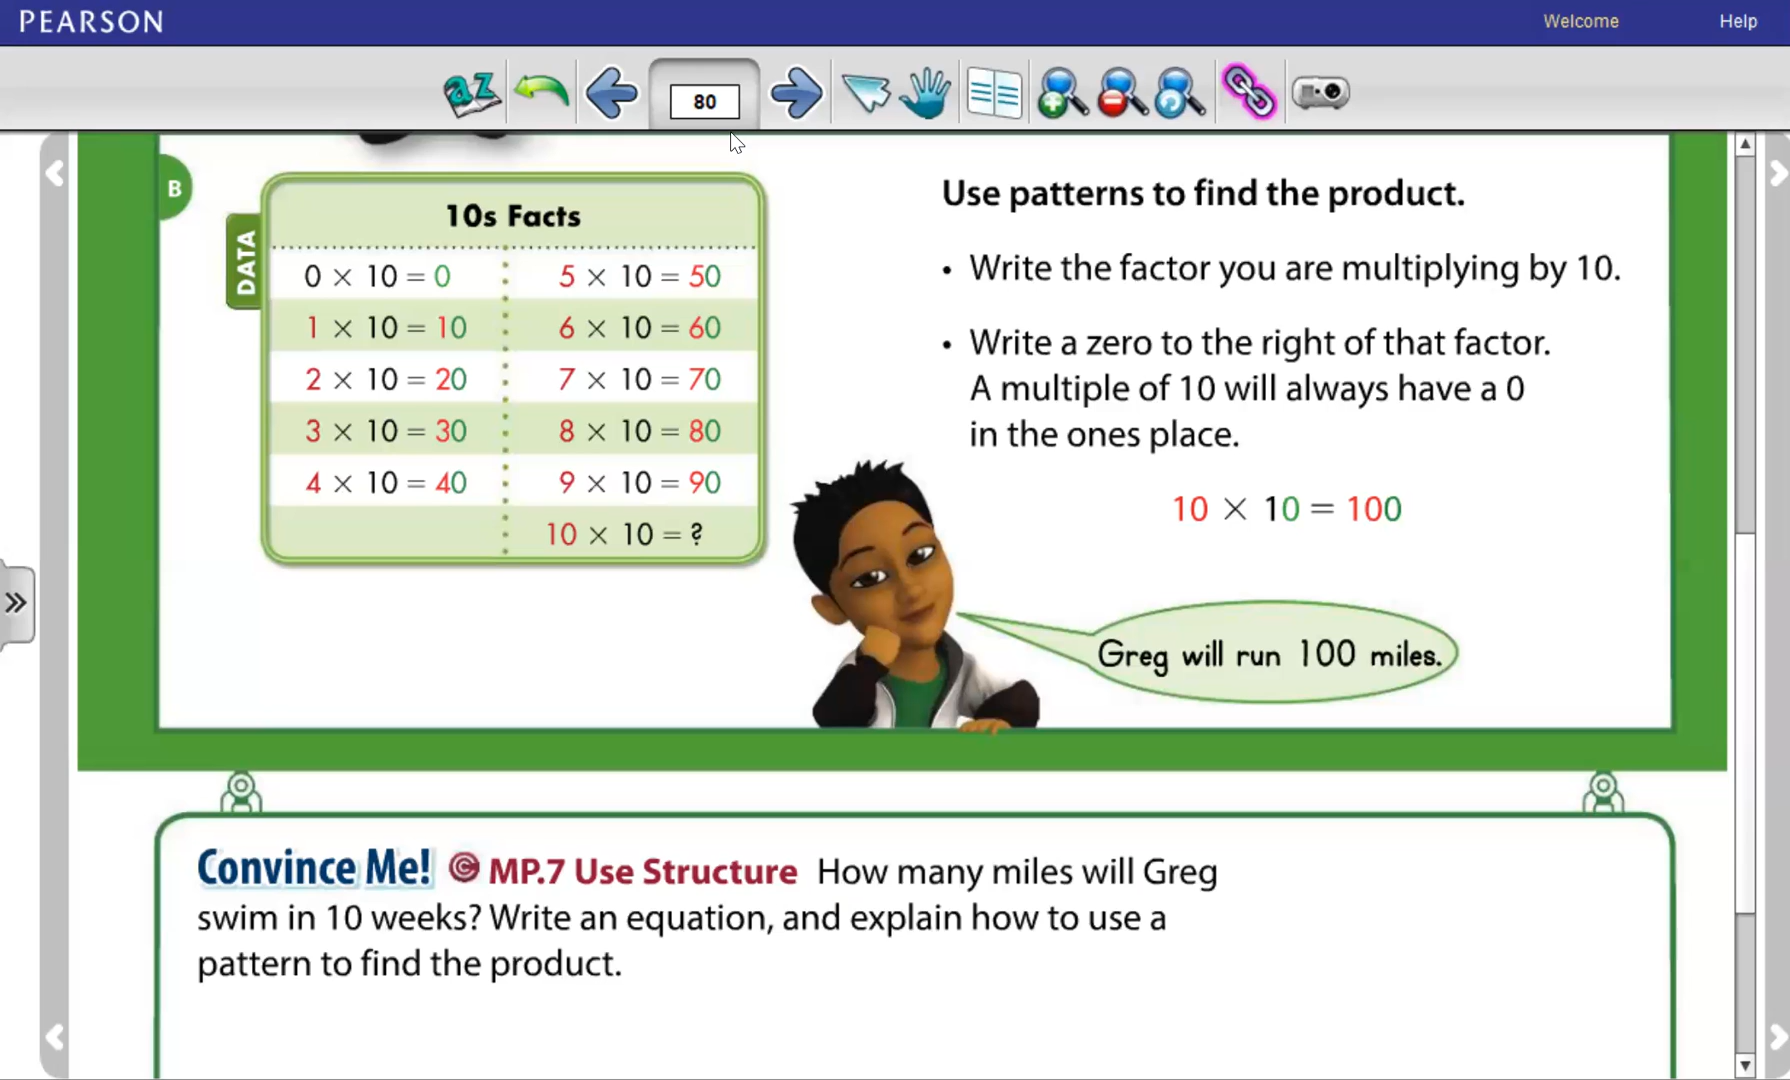 PEARSON
Welcome
Help
az
80
B
DATA
10s Facts
0 × 10 = 0
5 × 10 = 50
1 × 10 = 10
6 × 10 = 60
2 × 10 = 20
7 × 10 = 70
3 × 10 = 30
8 × 10 = 80
4 × 10 = 40
9 × 10 = 90
10 × 10 = ?
Use patterns to find the product.
• Write the factor you are multiplying by 10.
• Write a zero to the right of that factor.
A multiple of 10 will always have a 0
in the ones place.
10 × 10 = 100
Greg will run 100 miles.
Convince Me! © MP.7 Use Structure How many miles will Greg
swim in 10 weeks? Write an equation, and explain how to use a
pattern to find the product.